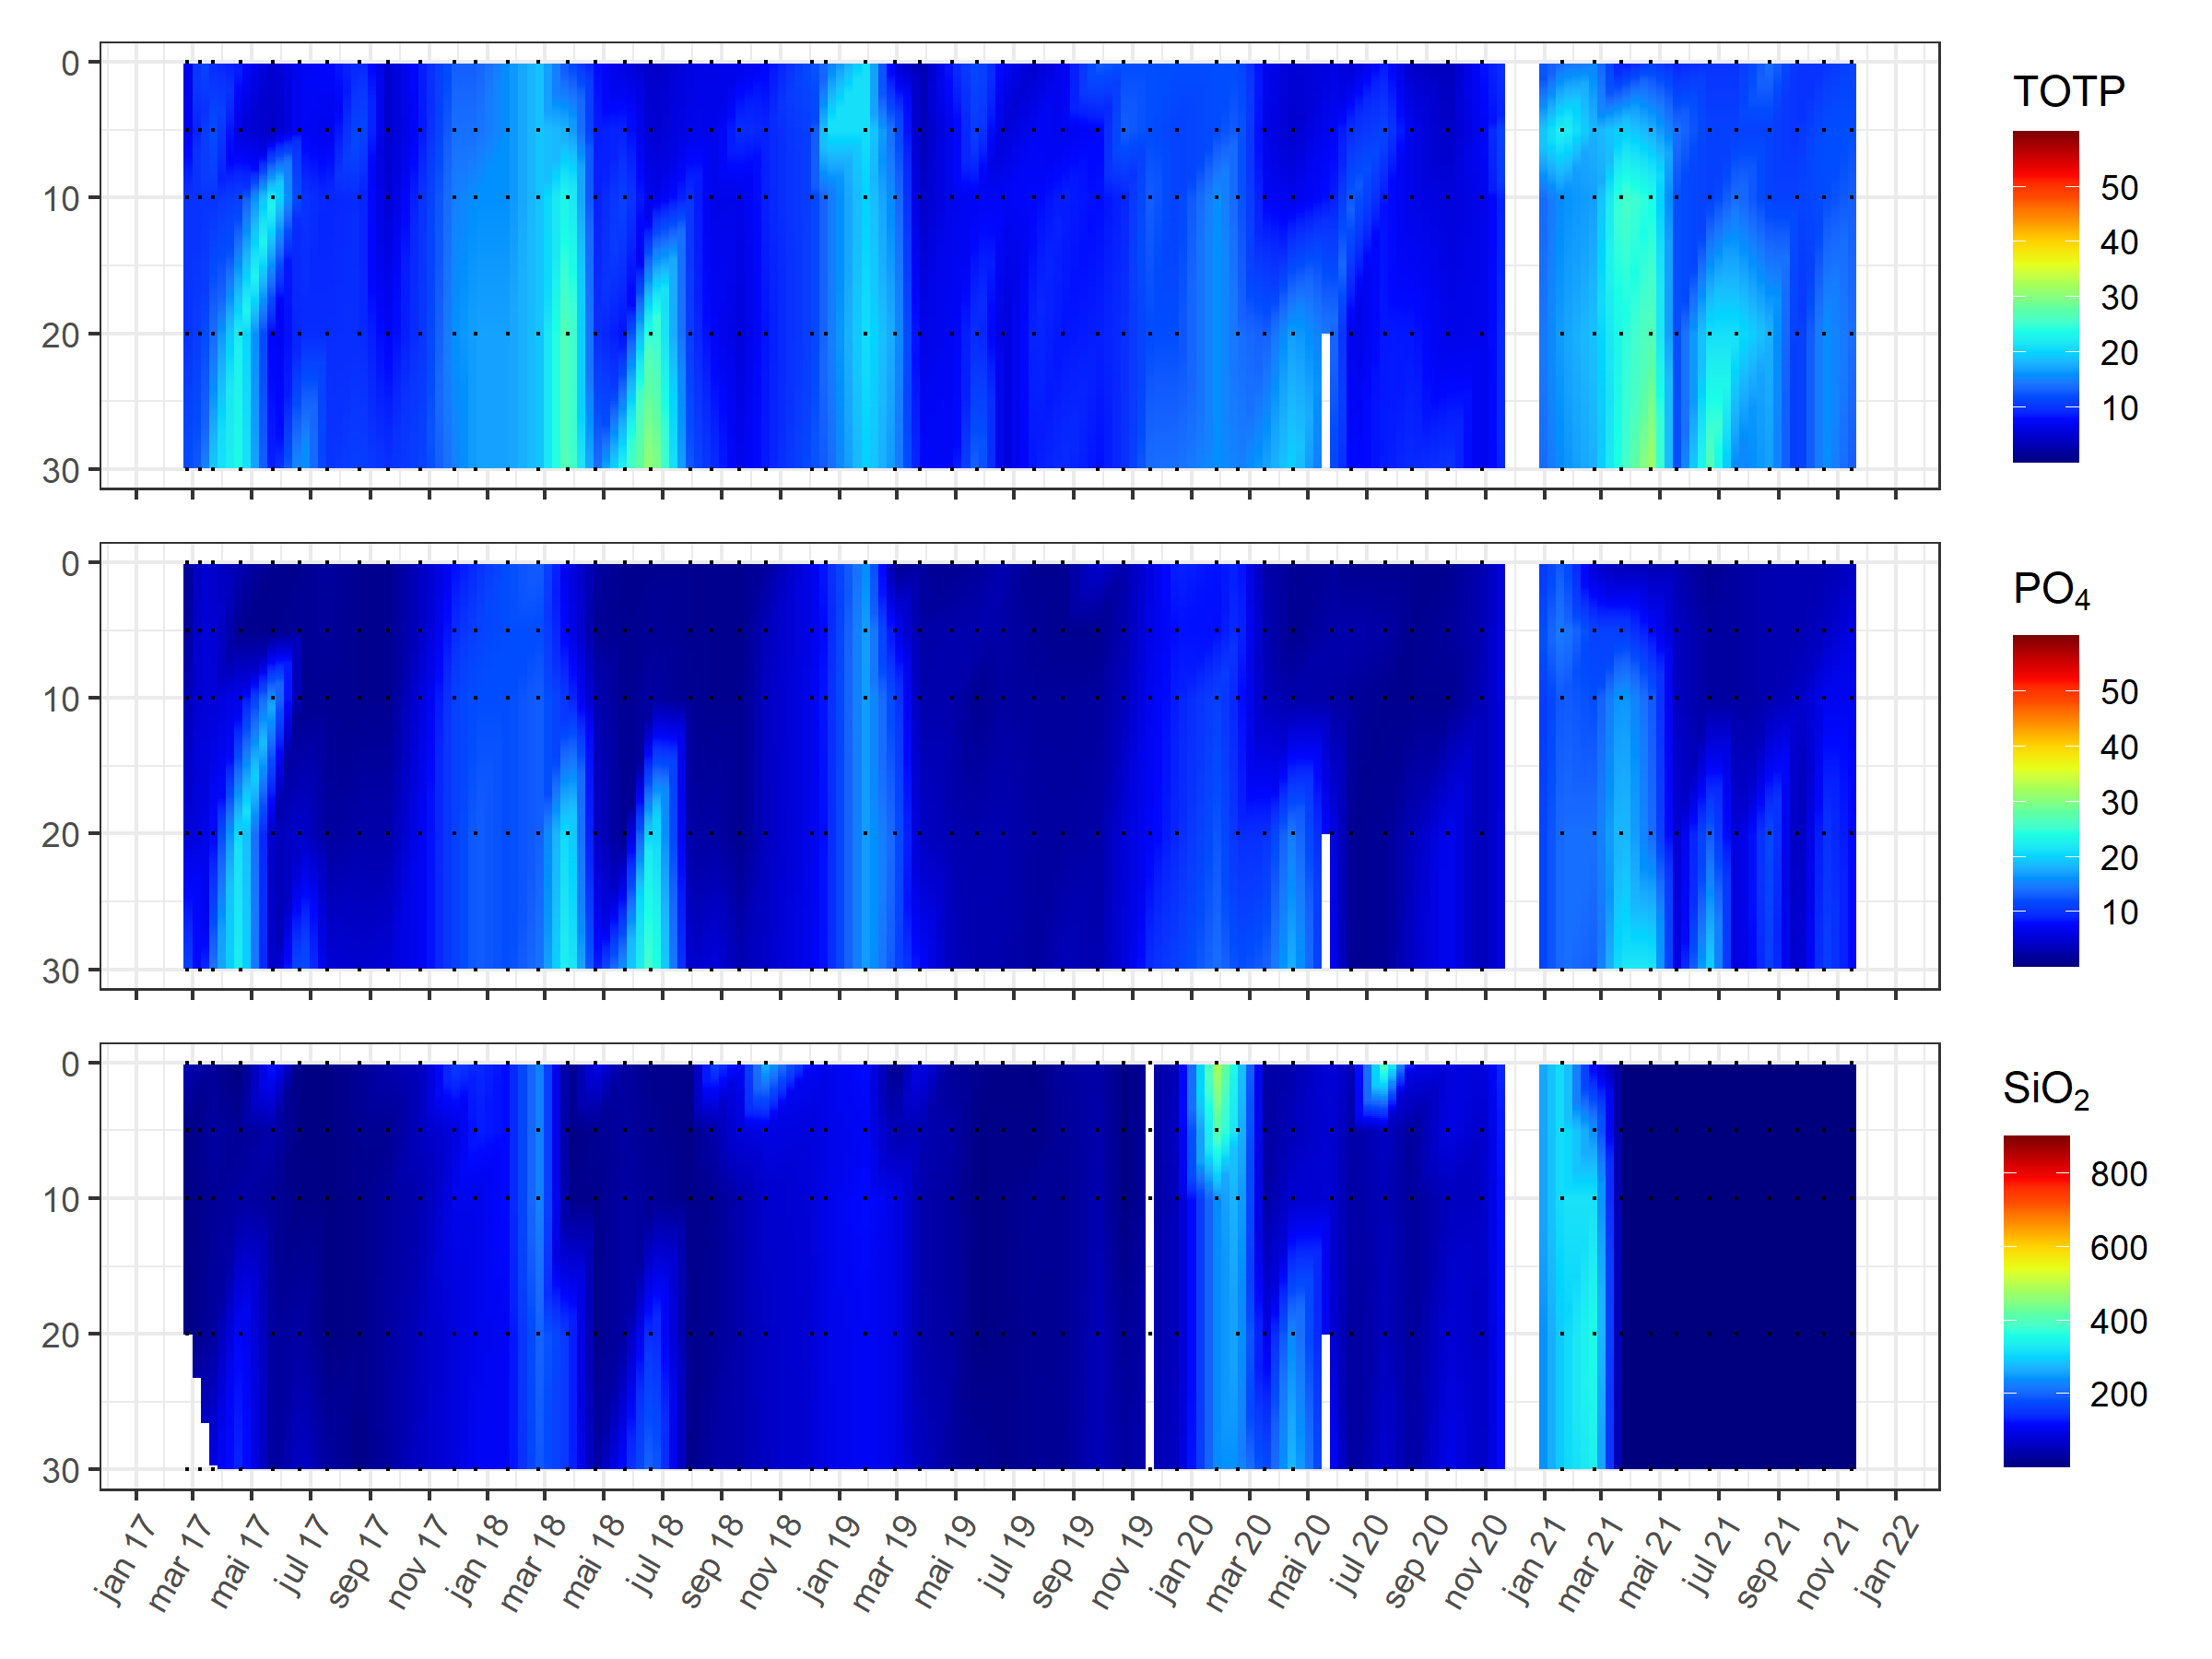 TOTP
0
10
20
30
50
40
30
20
10
PO₄
0
10
20
30
50
40
30
20
10
SiO₂
0
10
20
30
800
600
400
200
jan 17
mar 17
mai 17
jul 17
sep 17
nov 17
jan 18
mar 18
mai 18
jul 18
sep 18
nov 18
jan 19
mar 19
mai 19
jul 19
sep 19
nov 19
jan 20
mar 20
mai 20
jul 20
sep 20
nov 20
jan 21
mar 21
mai 21
jul 21
sep 21
nov 21
jan 22